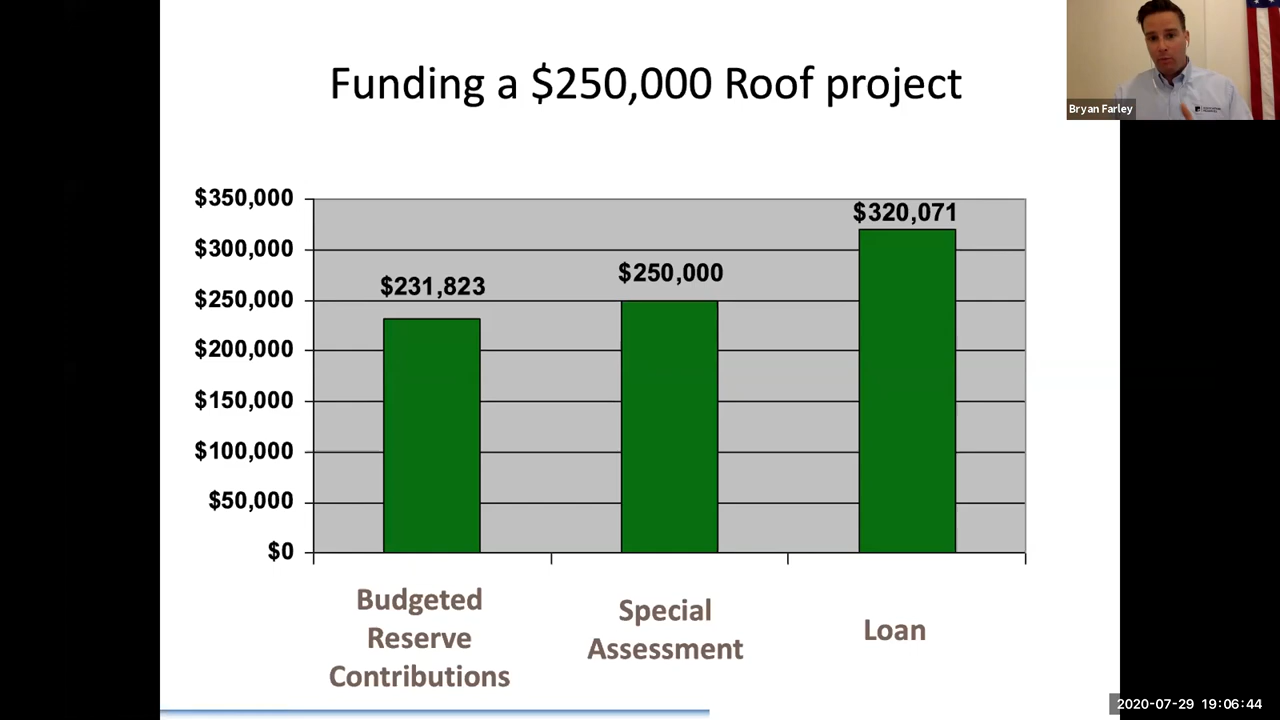 Funding a $250,000 Roof project
Bryan Farley
$350,000
$300,000
$250,000
$200,000
$150,000
$100,000
$50,000
$0
$231,823
$250,000
$320,071
Budgeted
Reserve
Contributions
Special
Assessment
Loan
2020-07-29 19:06:44